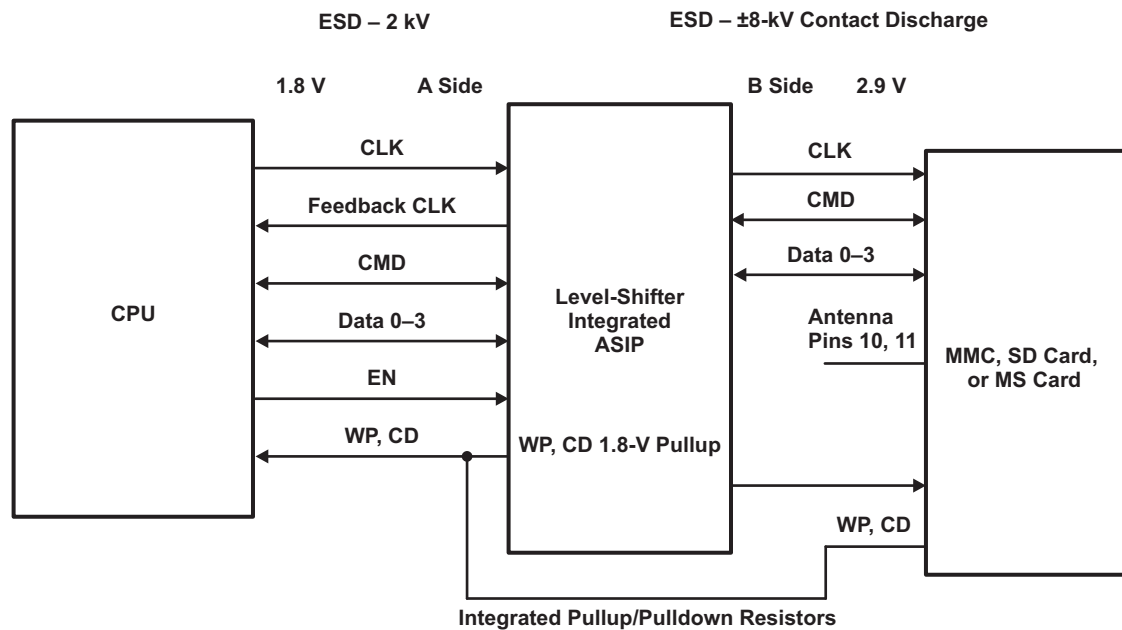 ESD – 2 kV
ESD – ±8-kV Contact Discharge
1.8 V
A Side
B Side
2.9 V
CLK
Feedback CLK
CMD
Data 0–3
EN
WP, CD
CPU
Level-Shifter
Integrated
ASIP
WP, CD 1.8-V Pullup
CLK
CMD
Data 0–3
Antenna
Pins 10, 11
MMC, SD Card,
or MS Card
WP, CD
Integrated Pullup/Pulldown Resistors